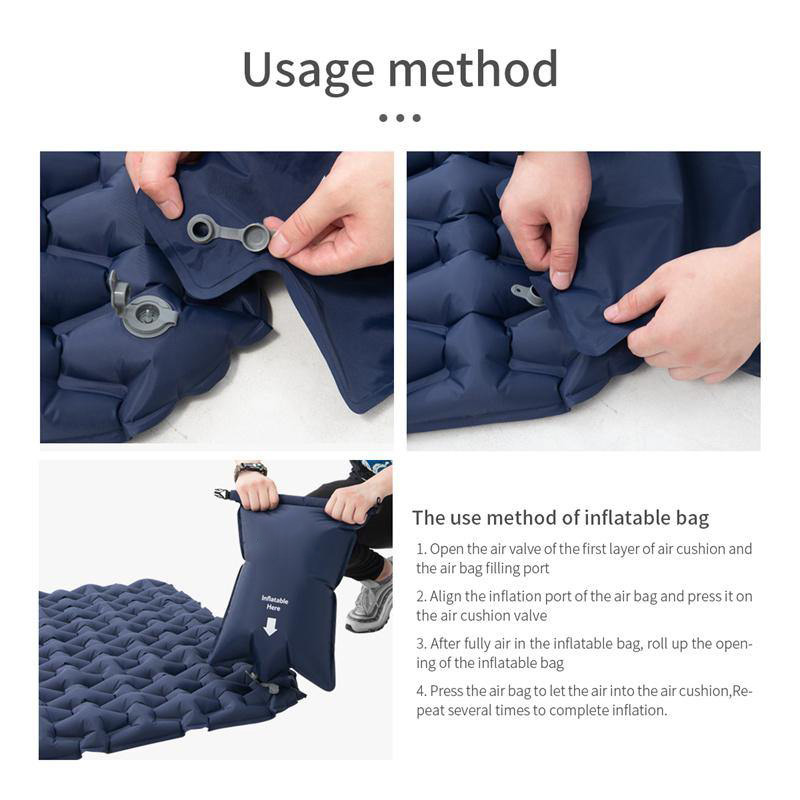 Usage method
Inflatable
Here
The use method of inflatable bag
1. Open the air valve of the first layer of air cushion and
the air bag filling port
2. Align the inflation port of the air bag and press it on
the air cushion valve
3. After fully air in the inflatable bag, roll up the open-
ing of the inflatable bag
4. Press the air bag to let the air into the air cushion,Re-
peat several times to complete inflation.